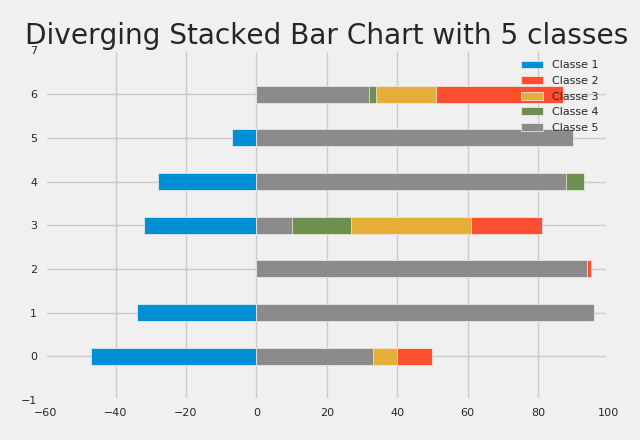 Diverging Stacked Bar Chart with 5 classes
7
6
5
4
3
2
1
0
−1
−60 −40 −20 0 20 40 60 80 100
Classe 1
Classe 2
Classe 3
Classe 4
Classe 5